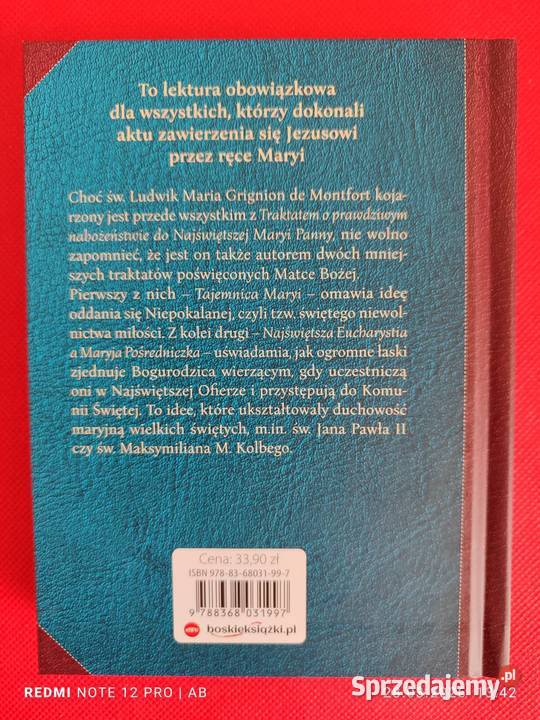 To lektura obowiązkowa
dla wszystkich, którzy dokonali
aktu zawierzenia się Jezusowi
przez ręce Maryi
Choć św. Ludwik Maria Grignion de Montfort koja-
rzony jest przede wszystkim z Traktatem o prawdziwym
nabożeństwie do Najświętszej Maryi Panny, nie wolno
zapomnieć, że jest on także autorem dwóch mniej-
szych traktatów poświęconych Matce Bożej.
Pierwszy z nich – Tajemnica Maryi – omawia ideę
oddania się Niepokalanej, czyli tzw. świętego niewol-
nictwa miłości. Z kolei drugi – Najświętsza Eucharystia
a Maryja Pośredniczka – uświadamia, jak ogromne łaski
zjednuje Bogurodzica wierzącym, gdy uczestniczą
oni w Najświętszej Ofierze i przystępują do Komu-
nii Świętej. To idee, które ukształtowały duchowość
maryjną wielkich świętych, m.in. św. Jana Pawła II
czy św. Maksymiliana M. Kolbego.
Cena: 33,90 zł
ISBN 978-83-68031-99-7
9 788368 031997
boskieksiążki.pl
REDMI NOTE 12 PRO | AB
Sprzedajemy.pl